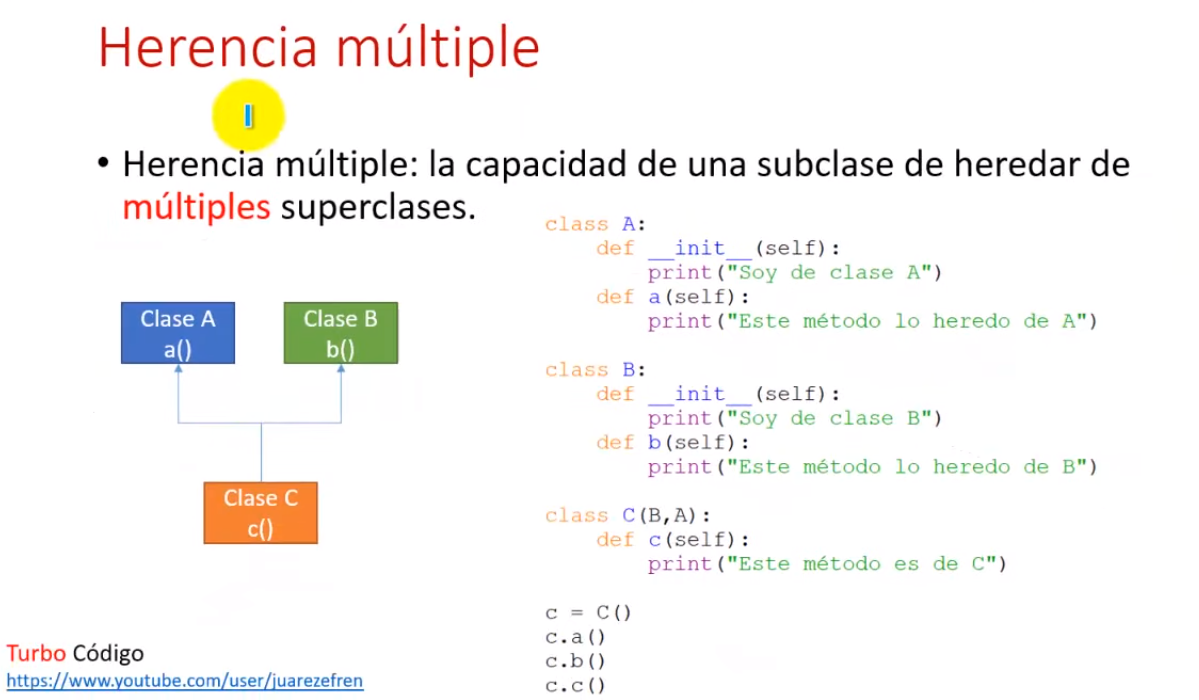 Herencia múltiple
• Herencia múltiple: la capacidad de una subclase de heredar de
múltiples superclases.
Clase A
a()
Clase B
b()
Clase C
c()
class A:
    def __init__(self):
        print("Soy de clase A")
    def a(self):
        print("Este método lo heredo de A")
class B:
    def __init__(self):
        print("Soy de clase B")
    def b(self):
        print("Este método lo heredo de B")
class C(B,A):
    def c(self):
        print("Este método es de C")
c = C()
c.a()
c.b()
c.c()
Turbo Código
https://www.youtube.com/user/juarezefren